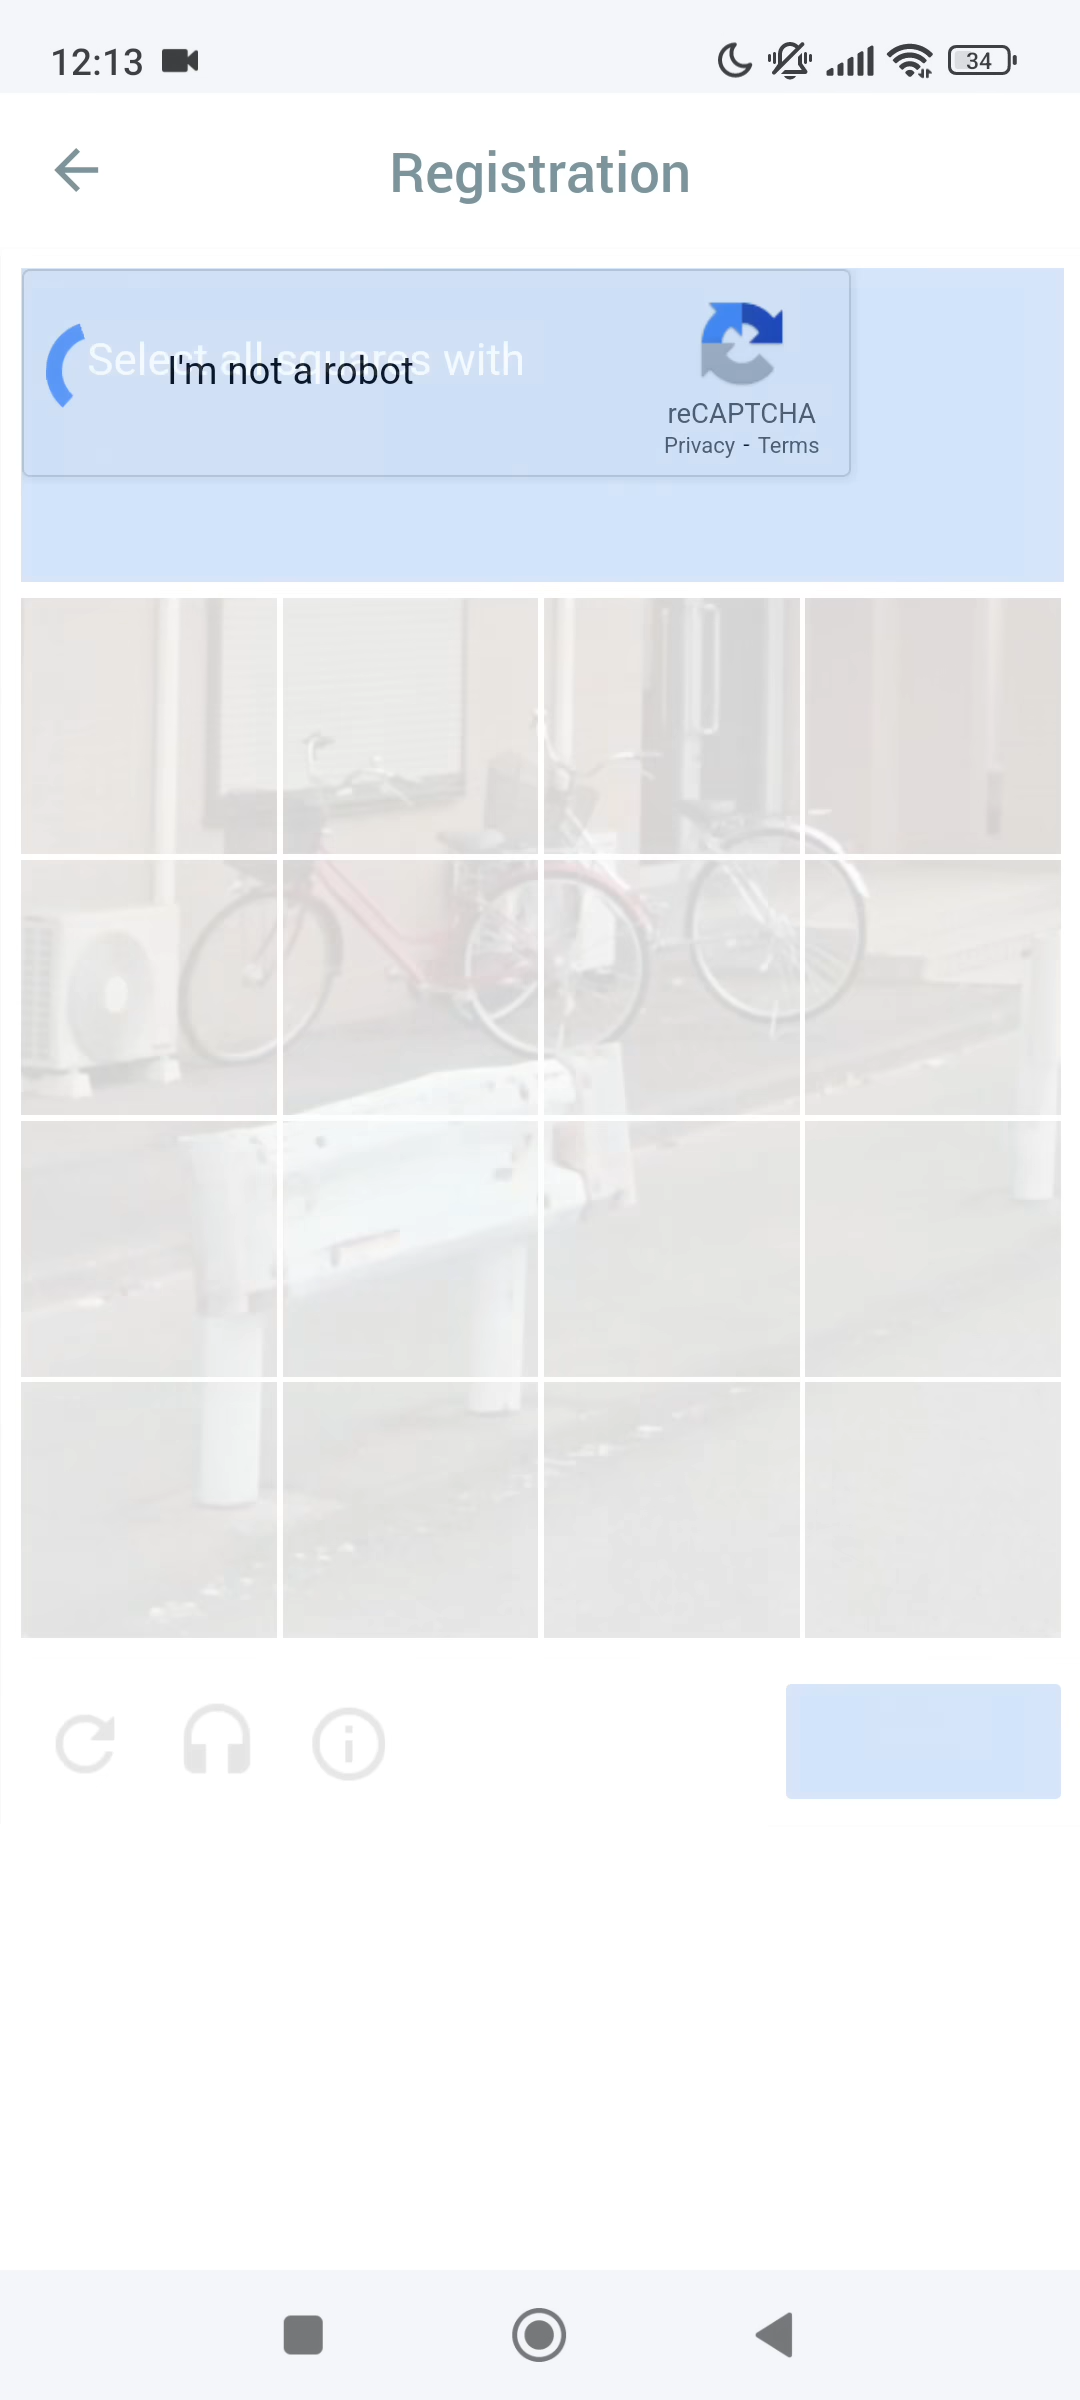 12:13
34
Registration
Select all squares with
I'm not a robot
reCAPTCHA
Privacy - Terms